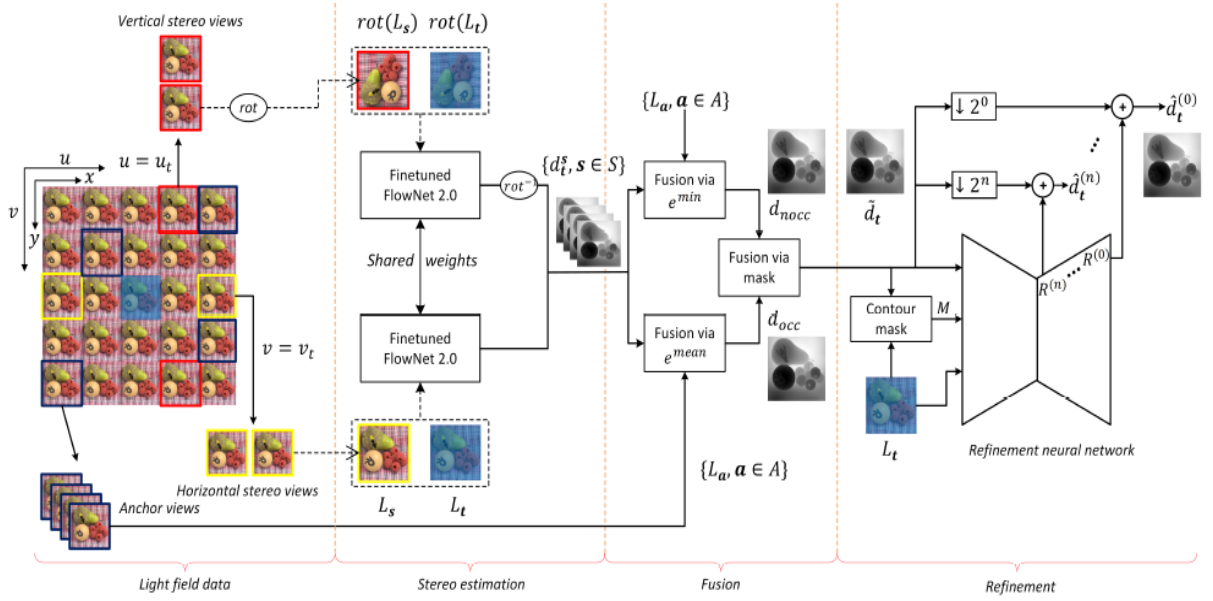 Vertical stereo views
rot(L_s) rot(L_t)
rot
{L_a, a ∈ A}
↓ 2^0
+
d̂_t^(0)
u
x
u = u_t
v
y
Finetuned
FlowNet 2.0
{d_t^s, s ∈ S}
rot^-1
Fusion via
e^min
d_nocc
d̃_t
↓ 2^n
+
d̂_t^(n)
Shared weights
Fusion via
mask
R^(n)
R^(0)
v = v_t
Finetuned
FlowNet 2.0
Fusion via
e^mean
d_occ
Contour
mask
M
L_t
Refinement neural network
Horizontal stereo views
Anchor views
L_s L_t
{L_a, a ∈ A}
Light field data
Stereo estimation
Fusion
Refinement